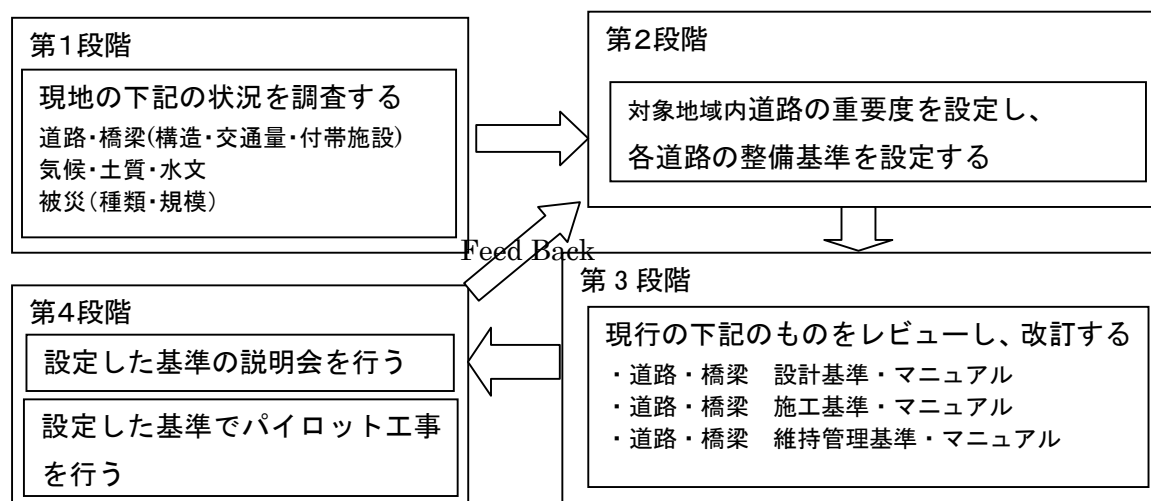 第1段階
現地の下記の状況を調査する
道路・橋梁(構造・交通量・付帯施設)
気候・土質・水文
被災(種類・規模)
第2段階
対象地域内道路の重要度を設定し、
各道路の整備基準を設定する
Feed Back
第 3 段階
現行の下記のものをレビューし、改訂する
・道路・橋梁　設計基準・マニュアル
・道路・橋梁　施工基準・マニュアル
・道路・橋梁　維持管理基準・マニュアル
第4段階
設定した基準の説明会を行う
設定した基準でパイロット工事
を行う